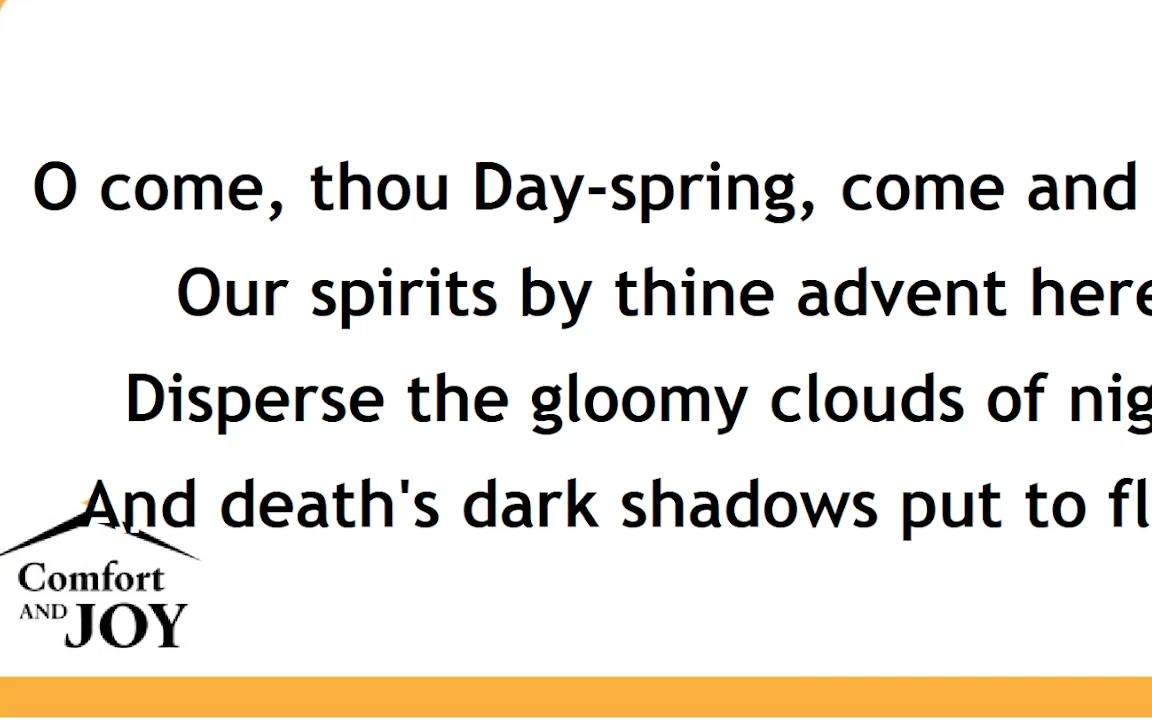 O come, thou Day-spring, come and
Our spirits by thine advent here
Disperse the gloomy clouds of nig
And death's dark shadows put to fl
Comfort
AND JOY